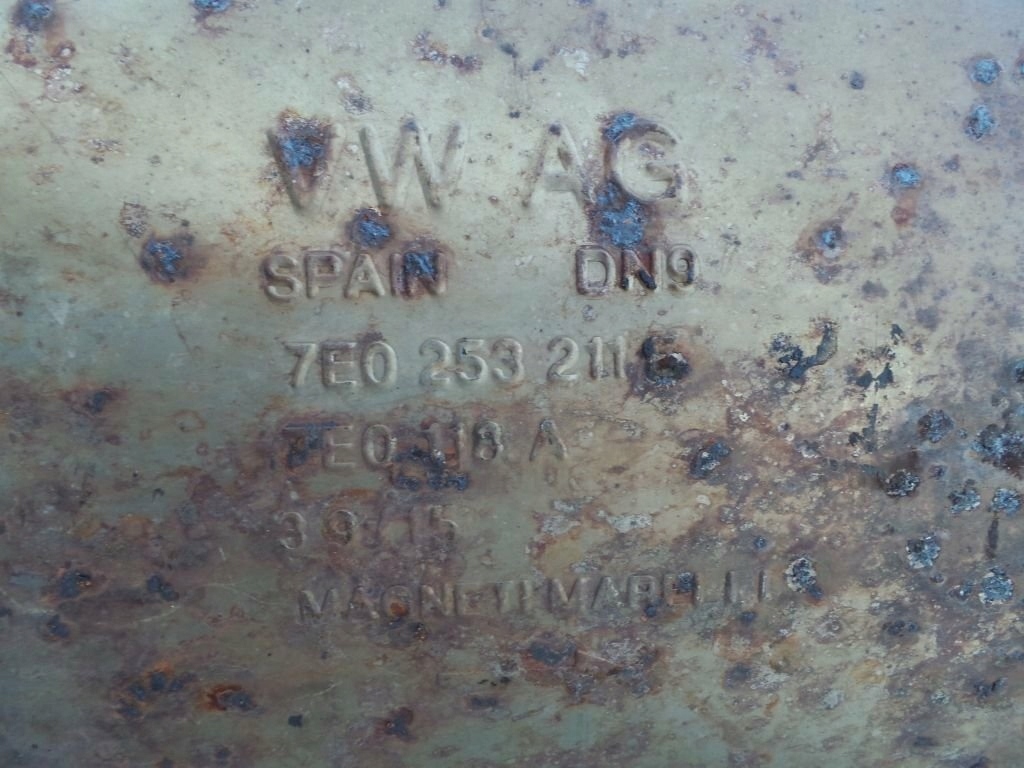 VW AG
SPAIN DN9
7E0 253 211 E
7E0 118 A
39/15
MAGNETI MARELLI